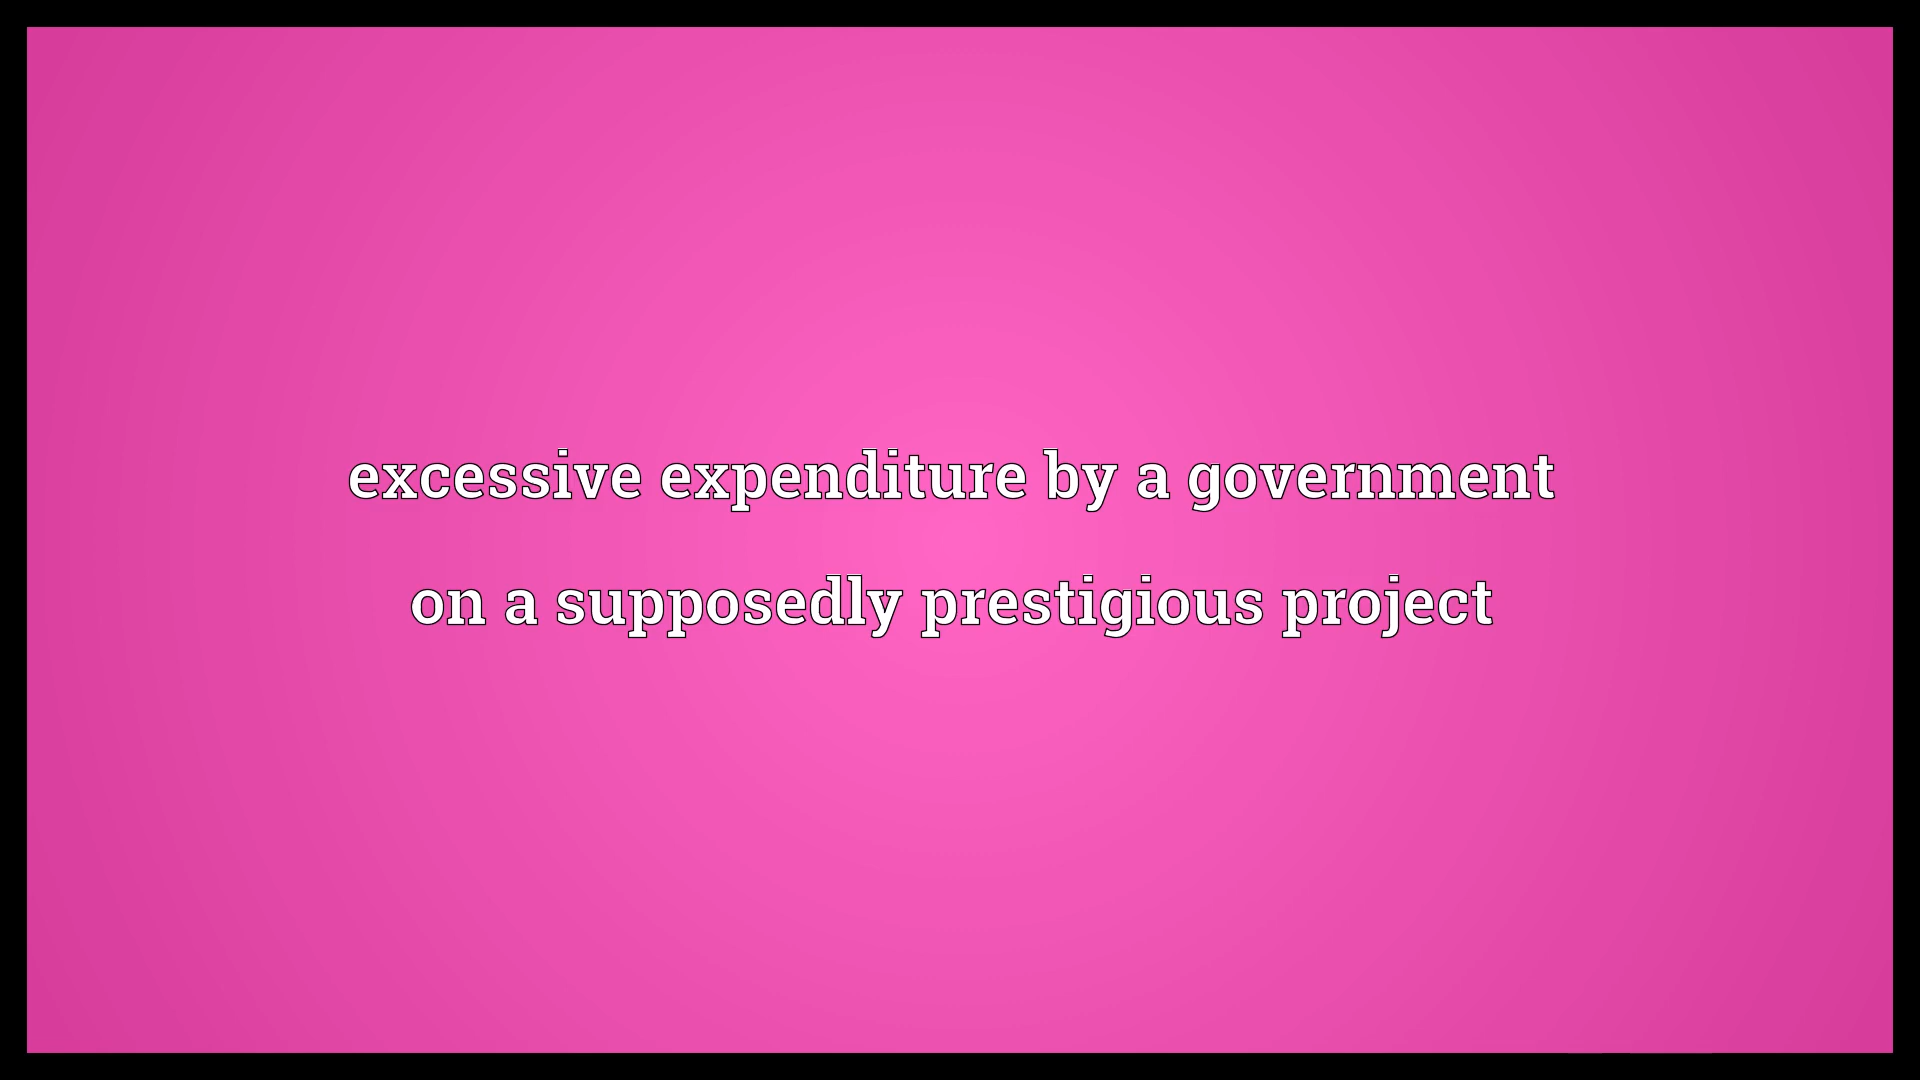 excessive expenditure by a government
on a supposedly prestigious project